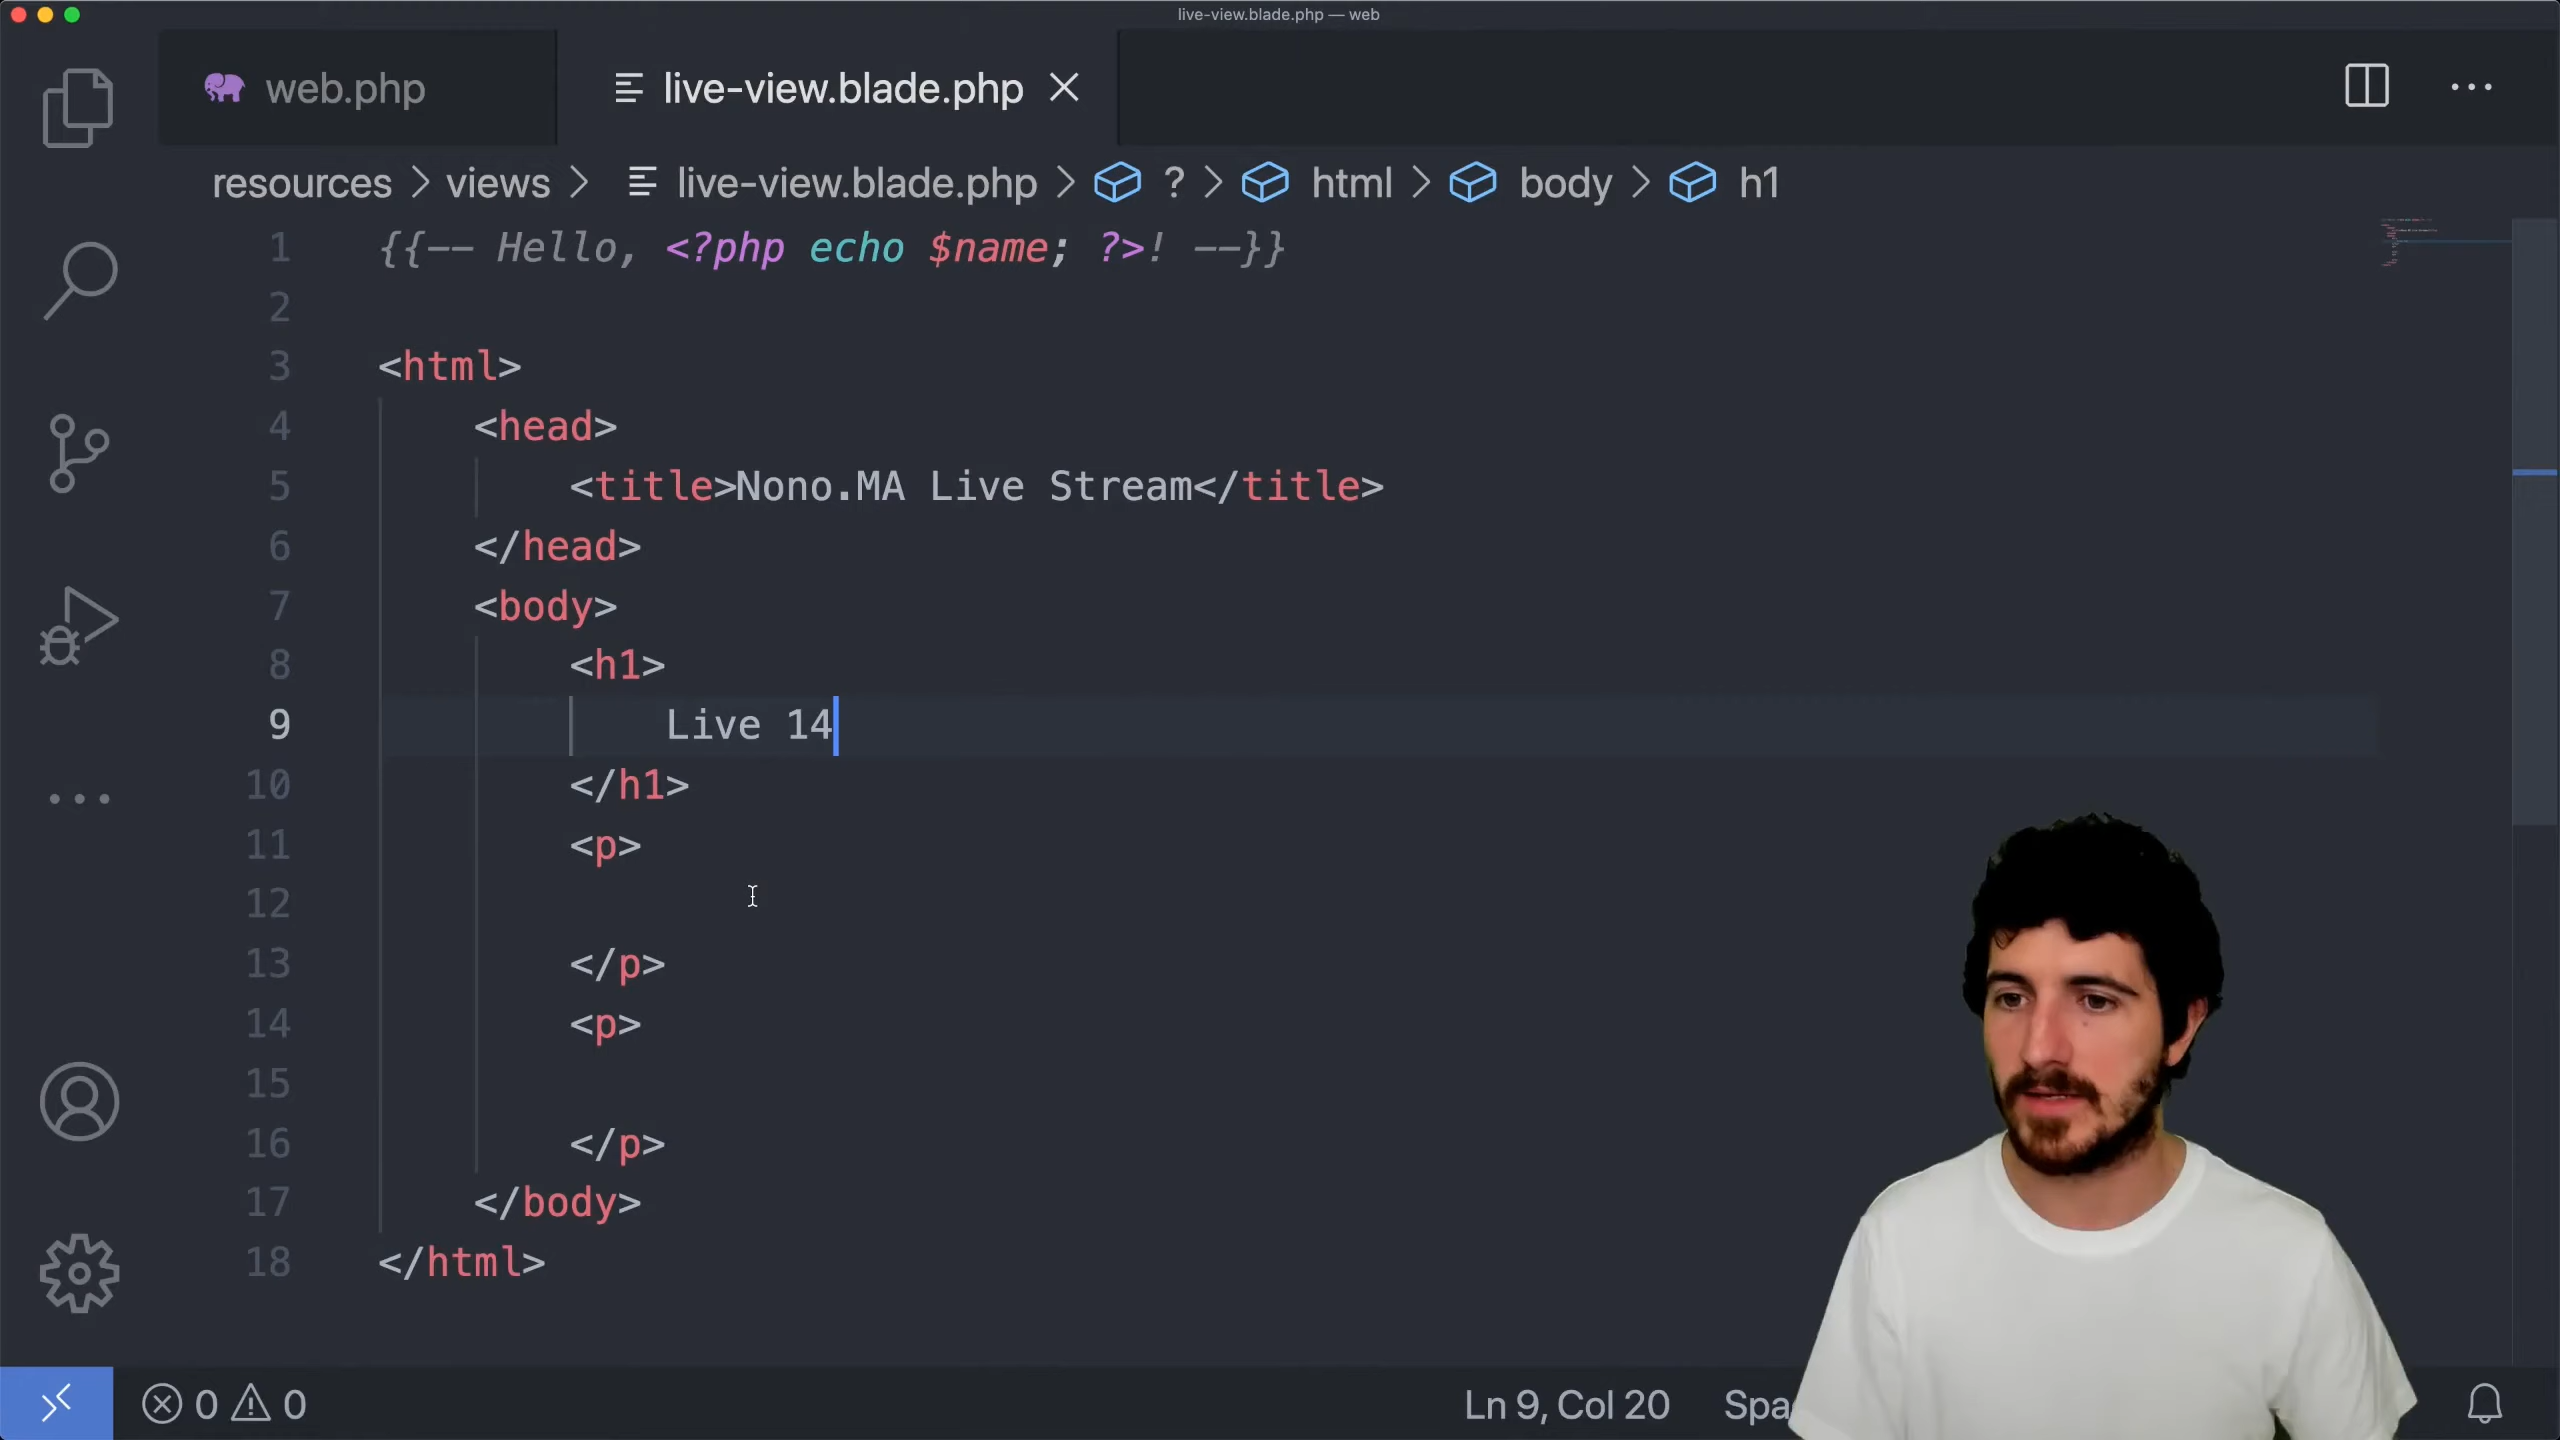 live-view.blade.php — web
web.php
live-view.blade.php
resources > views > live-view.blade.php > ? > html > body > h1
1 {{-- Hello, <?php echo $name; ?>! --}}
2
3 <html>
4 <head>
5 <title>Nono.MA Live Stream</title>
6 </head>
7 <body>
8 <h1>
9 Live 14
10 </h1>
11 <p>
12
13 </p>
14 <p>
15
16 </p>
17 </body>
18 </html>
0 0 Ln 9, Col 20